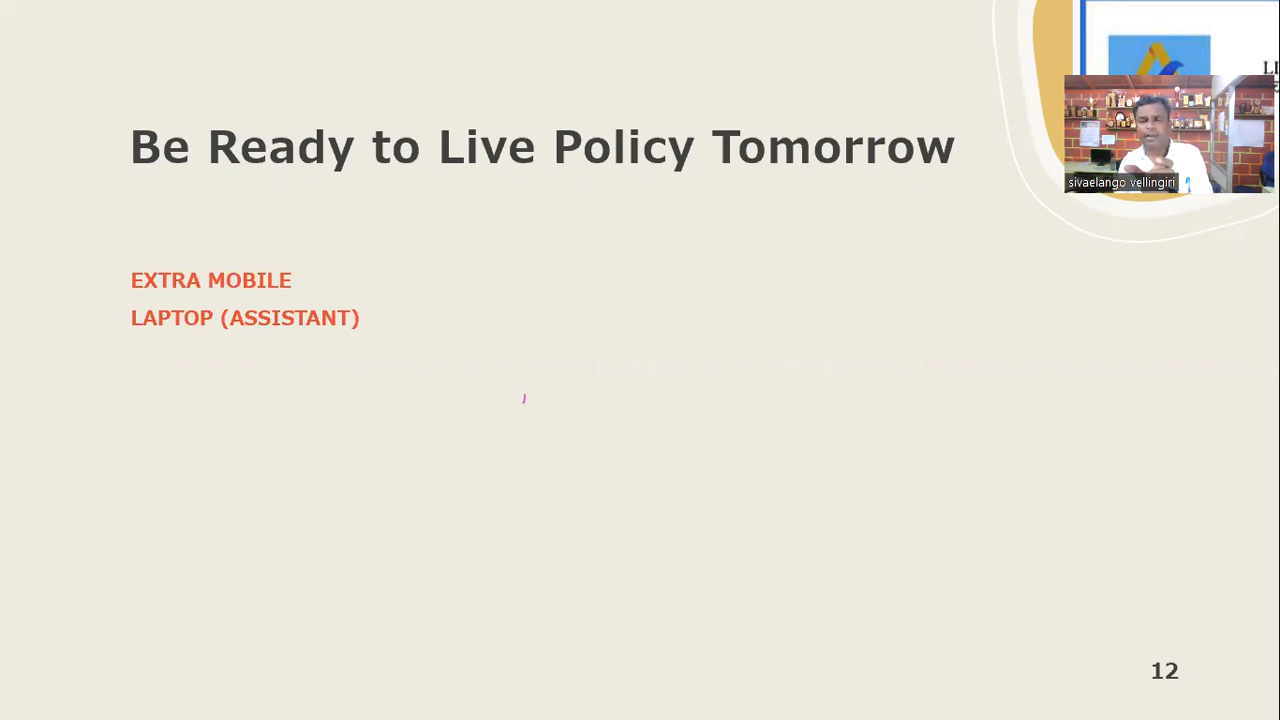 Be Ready to Live Policy Tomorrow
sivaelango vellingiri
EXTRA MOBILE
LAPTOP (ASSISTANT)
12